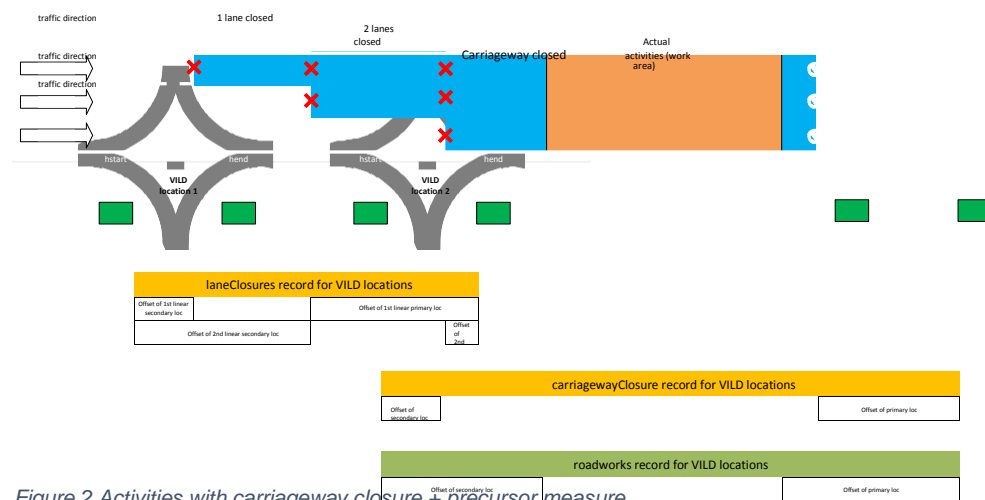 traffic direction
1 lane closed
2 lanes
closed
traffic direction
Carriageway closed
Actual
activities (work
area)
traffic direction
hstart
hend
hstart
hend
VILD
location 1
VILD
location 2
laneClosures record for VILD locations
Offset of 1st linear
secondary loc
Offset of 1st linear primary loc
Offset of 2nd linear secondary loc
Offset
of
2nd
carriagewayClosure record for VILD locations
Offset of
secondary loc
Offset of primary loc
roadworks record for VILD locations
Offset of secondary loc
Offset of primary loc
Figure 2 Activities with carriageway closure + precursor measure